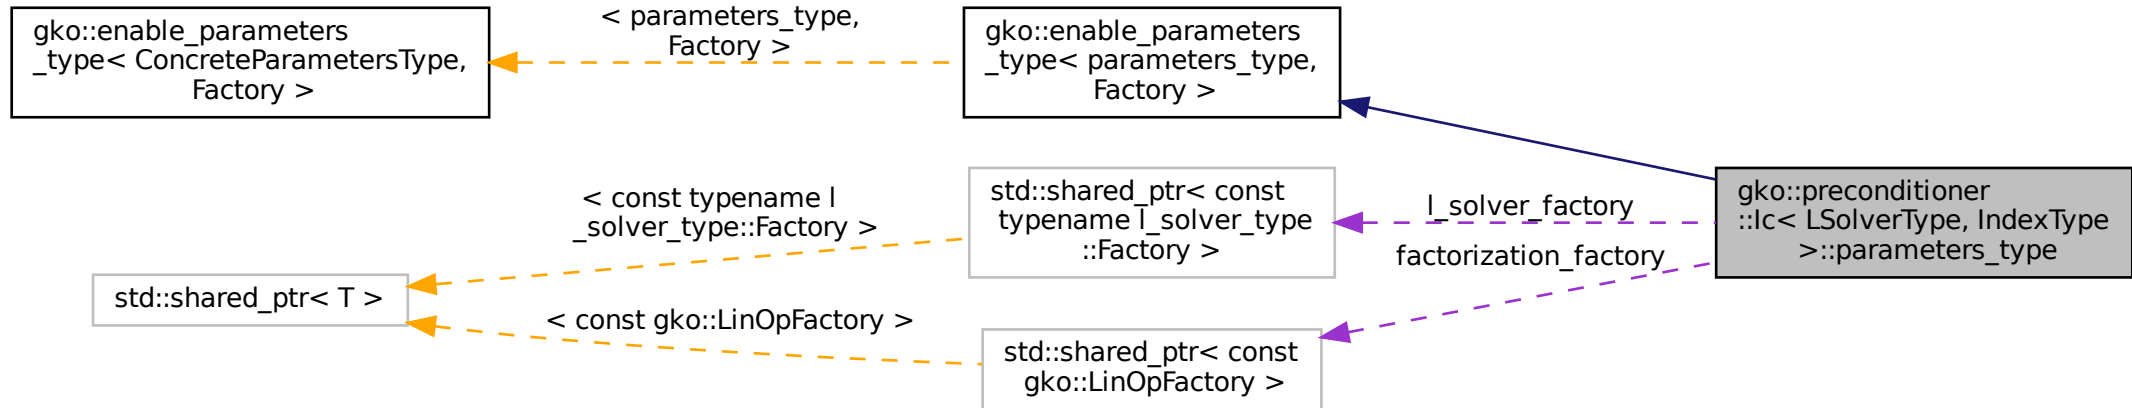 gko::enable_parameters
_type< ConcreteParametersType,
Factory >
< parameters_type,
Factory >
gko::enable_parameters
_type< parameters_type,
Factory >
std::shared_ptr< T >
< const typename l
_solver_type::Factory >
< const gko::LinOpFactory >
std::shared_ptr< const
typename l_solver_type
::Factory >
std::shared_ptr< const
gko::LinOpFactory >
l_solver_factory
factorization_factory
gko::preconditioner
::Ic< LSolverType, IndexType
>::parameters_type